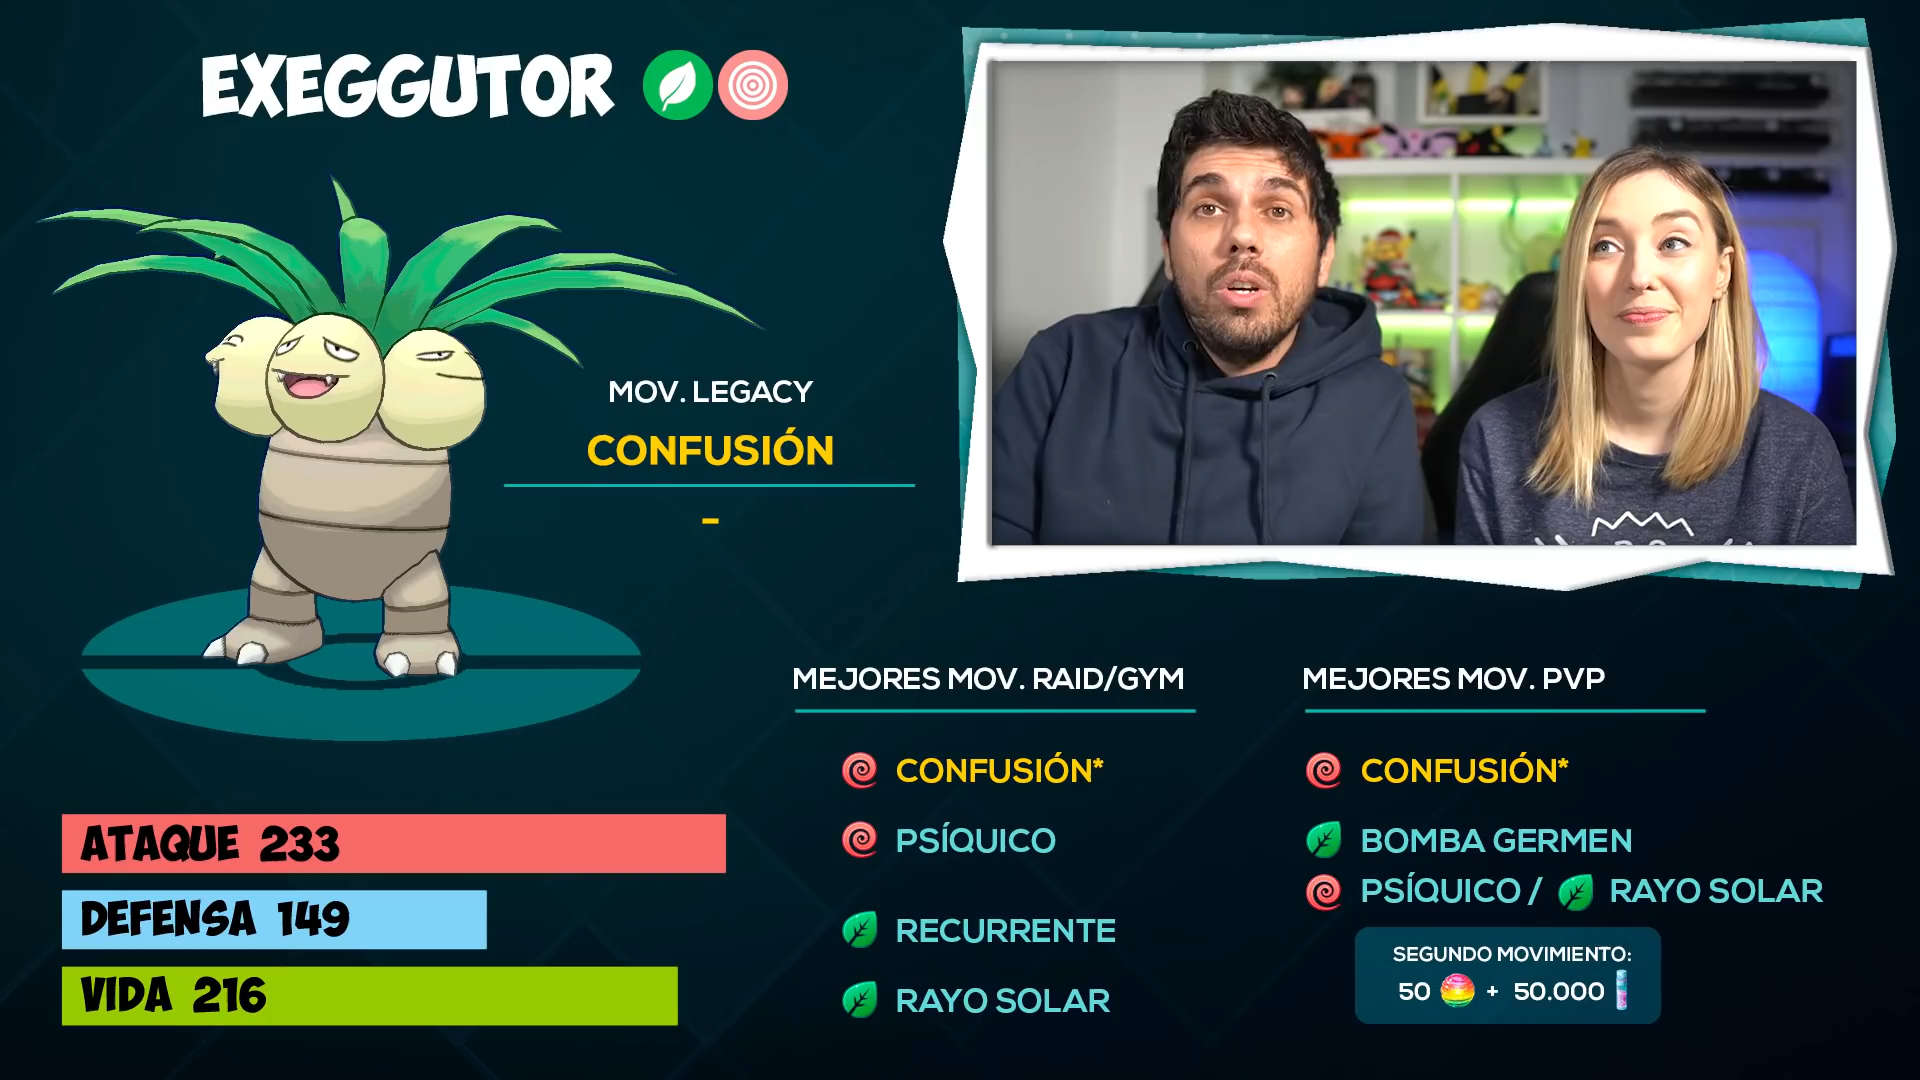 EXEGGUTOR
MOV. LEGACY
CONFUSIÓN
-
MEJORES MOV. RAID/GYM
CONFUSIÓN*
PSÍQUICO
RECURRENTE
RAYO SOLAR
MEJORES MOV. PVP
CONFUSIÓN*
BOMBA GERMEN
PSÍQUICO / RAYO SOLAR
SEGUNDO MOVIMIENTO:
50 + 50.000
ATAQUE 233
DEFENSA 149
VIDA 216